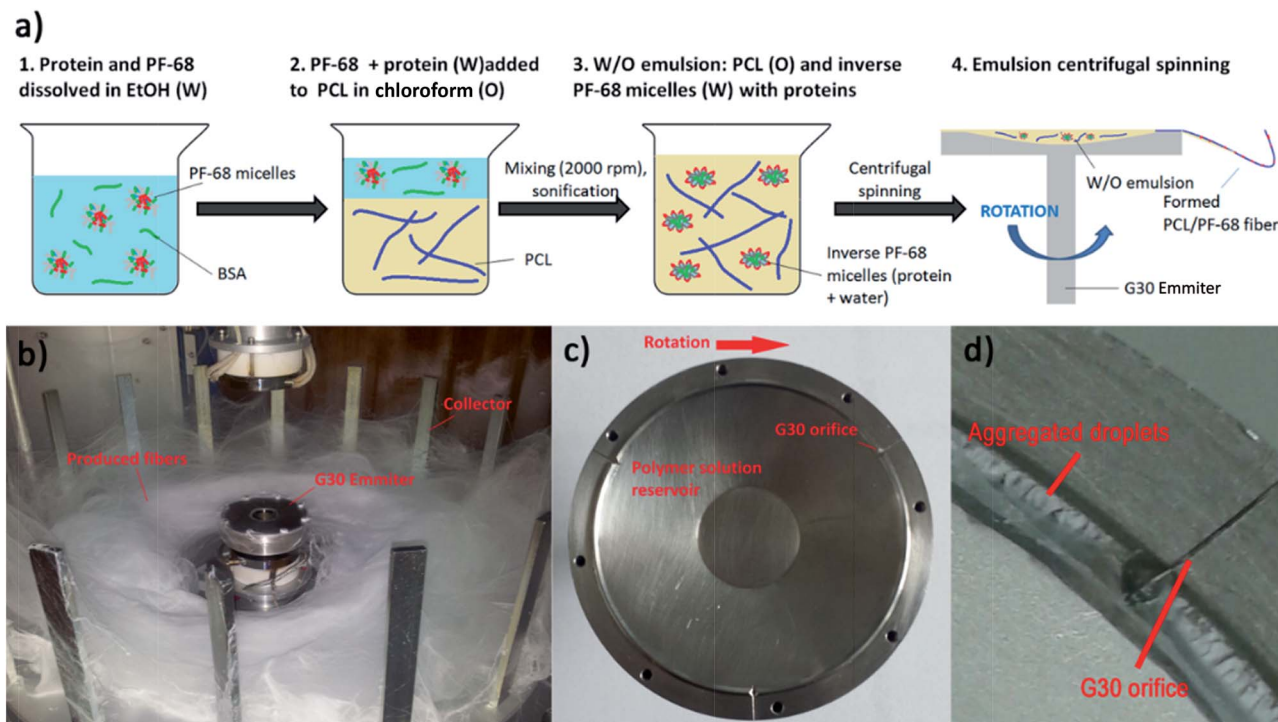 a)
1. Protein and PF-68
dissolved in EtOH (W)
2. PF-68 + protein (W)added
to PCL in chloroform (O)
3. W/O emulsion: PCL (O) and inverse
PF-68 micelles (W) with proteins
4. Emulsion centrifugal spinning
PF-68 micelles
BSA
Mixing (2000 rpm),
sonification
PCL
Centrifugal
spinning
Inverse PF-68
micelles (protein
+ water)
ROTATION
W/O emulsion
Formed
PCL/PF-68 fiber
G30 Emmiter
b)
Collector
Produced fibers
G30 Emmiter
c)
Rotation
G30 orifice
Polymer solution
reservoir
d)
Aggregated droplets
G30 orifice